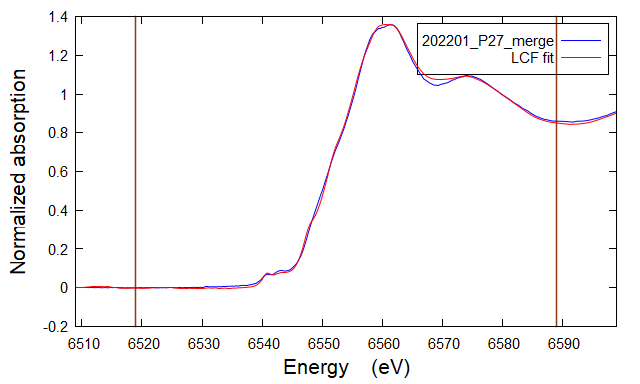 1.4
1.2
1
0.8
0.6
0.4
0.2
0
-0.2
Normalized absorption
202201_P27_merge
LCF fit
6510 6520 6530 6540 6550 6560 6570 6580 6590
Energy (eV)